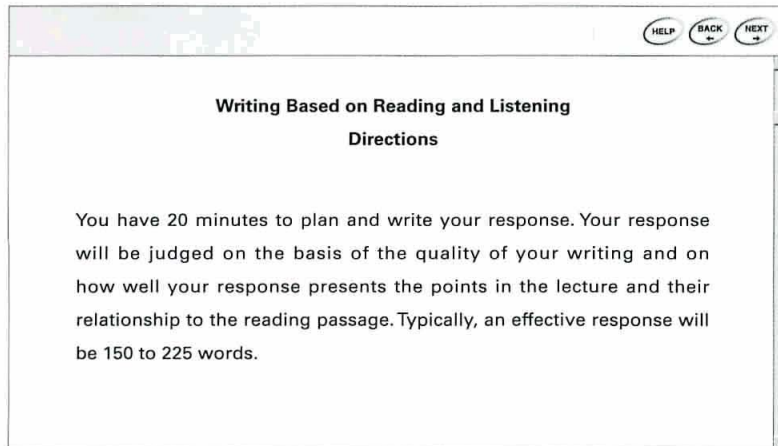 HELP BACK NEXT
Writing Based on Reading and Listening
Directions
You have 20 minutes to plan and write your response. Your response
will be judged on the basis of the quality of your writing and on
how well your response presents the points in the lecture and their
relationship to the reading passage. Typically, an effective response will
be 150 to 225 words.